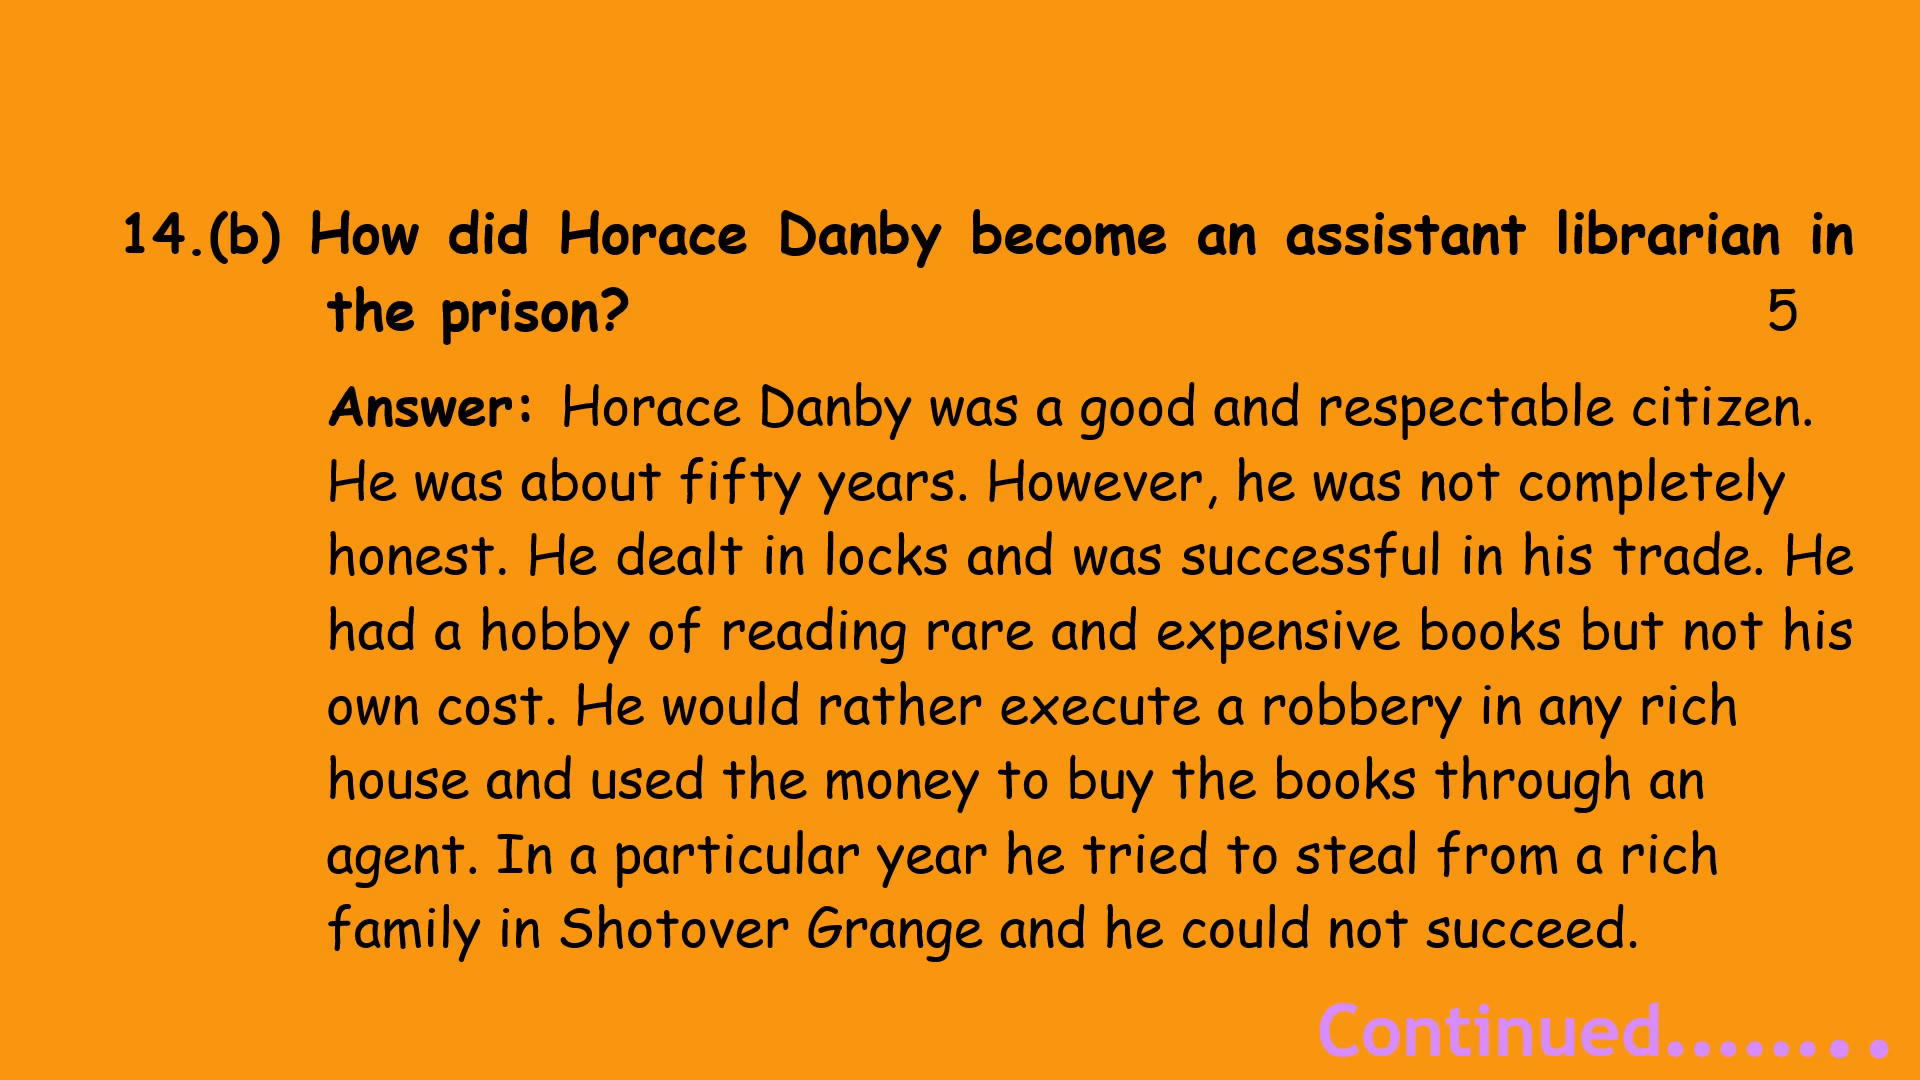 14.(b) How did Horace Danby become an assistant librarian in
the prison? 5
Answer: Horace Danby was a good and respectable citizen.
He was about fifty years. However, he was not completely
honest. He dealt in locks and was successful in his trade. He
had a hobby of reading rare and expensive books but not his
own cost. He would rather execute a robbery in any rich
house and used the money to buy the books through an
agent. In a particular year he tried to steal from a rich
family in Shotover Grange and he could not succeed.
Continued........